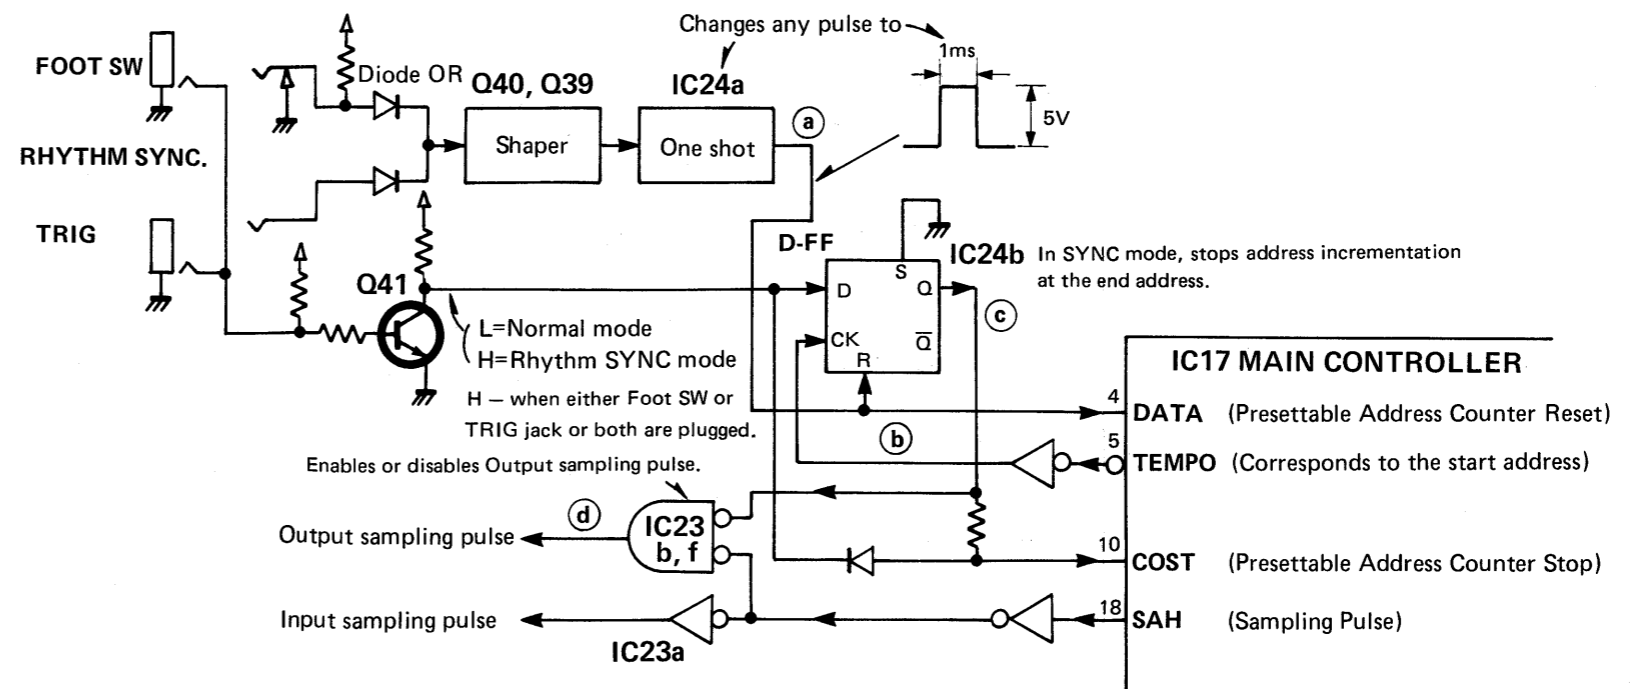 Changes any pulse to
1ms
5V
FOOT SW
Diode OR
Q40, Q39
Shaper
IC24a
One shot
a
RHYTHM SYNC.
TRIG
Q41
L=Normal mode
H=Rhythm SYNC mode
H – when either Foot SW or
TRIG jack or both are plugged.
D-FF
S
D
Q
CK
Q̅
R
IC24b
In SYNC mode, stops address incrementation
at the end address.
c
b
IC17 MAIN CONTROLLER
4
DATA (Presettable Address Counter Reset)
5
TEMPO (Corresponds to the start address)
10
COST (Presettable Address Counter Stop)
18
SAH (Sampling Pulse)
Enables or disables Output sampling pulse.
d
IC23
b, f
Output sampling pulse
Input sampling pulse
IC23a